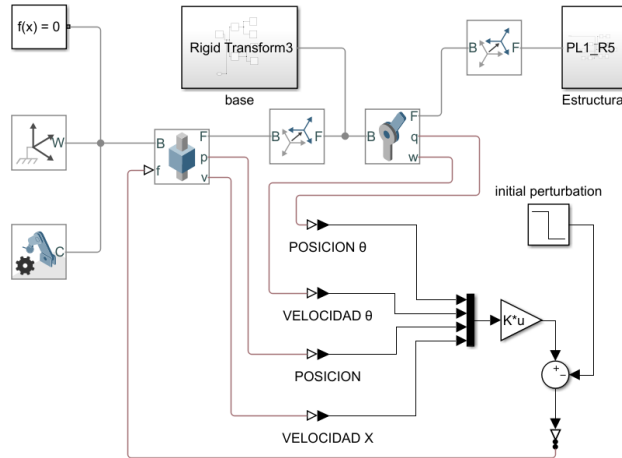 f(x) = 0
Rigid Transform3
base
B
F
PL1_R5
Estructura
W
B
F
p
v
f
B
F
B
F
q
w
C
initial perturbation
POSICION θ
VELOCIDAD θ
K*u
+
−
POSICION
VELOCIDAD X